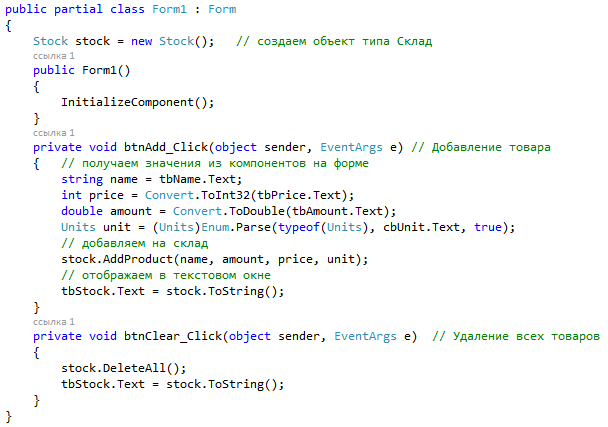 public partial class Form1 : Form
{
    Stock stock = new Stock();   // создаем объект типа Склад
    ссылка 1
    public Form1()
    {
        InitializeComponent();
    }
    ссылка 1
    private void btnAdd_Click(object sender, EventArgs e) // Добавление товара
    {   // получаем значения из компонентов на форме
        string name = tbName.Text;
        int price = Convert.ToInt32(tbPrice.Text);
        double amount = Convert.ToDouble(tbAmount.Text);
        Units unit = (Units)Enum.Parse(typeof(Units), cbUnit.Text, true);
        // добавляем на склад
        stock.AddProduct(name, amount, price, unit);
        // отображаем в текстовом окне
        tbStock.Text = stock.ToString();
    }
    ссылка 1
    private void btnClear_Click(object sender, EventArgs e)  // Удаление всех товаров
    {
        stock.DeleteAll();
        tbStock.Text = stock.ToString();
    }
}